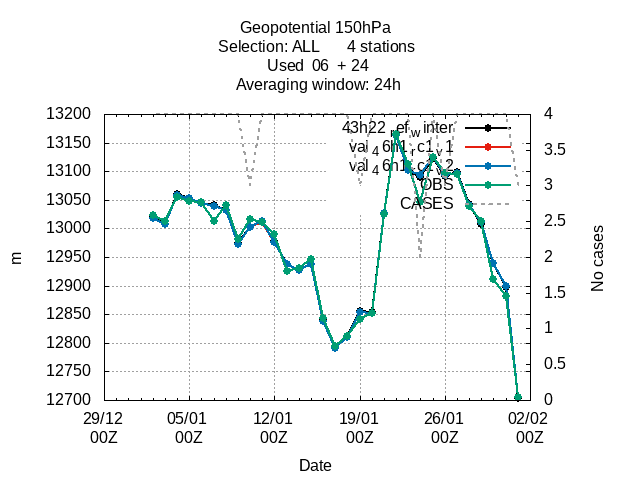 Geopotential 150hPa
Selection: ALL 4 stations
Used 06 + 24
Averaging window: 24h
13200
13150
13100
13050
13000
12950
12900
12850
12800
12750
12700
m
43h22_ref_winter
val_46h1_rc1_v1
val_46h1_rc1_v2
OBS
CASES
4
3.5
3
2.5
2
1.5
1
0.5
0
No cases
29/12 05/01 12/01 19/01 26/01 02/02
00Z 00Z 00Z 00Z 00Z 00Z
Date